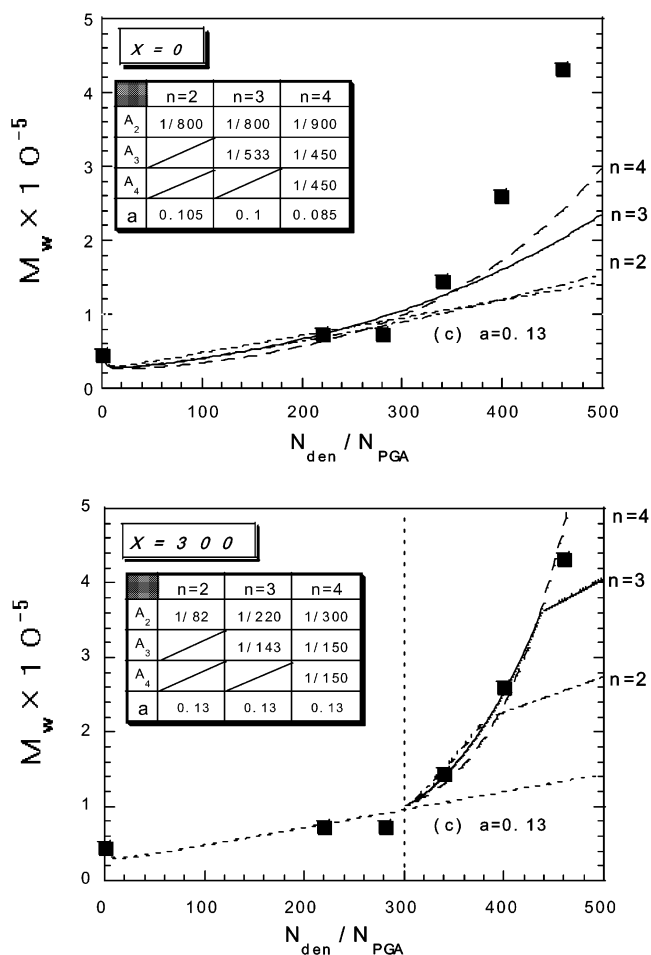 5
X = 0
n=2 n=3 n=4
A2 1/800 1/800 1/900
A3 1/533 1/450
A4 1/450
a 0.105 0.1 0.085
4
3
2
1
0
Mw × 10−5
n=4
n=3
n=2
(c) a=0.13
0 100 200 300 400 500
Nden / NPGA
5
X = 300
n=2 n=3 n=4
A2 1/82 1/220 1/300
A3 1/143 1/150
A4 1/150
a 0.13 0.13 0.13
4
3
2
1
0
Mw × 10−5
n=4
n=3
n=2
(c) a=0.13
0 100 200 300 400 500
Nden / NPGA